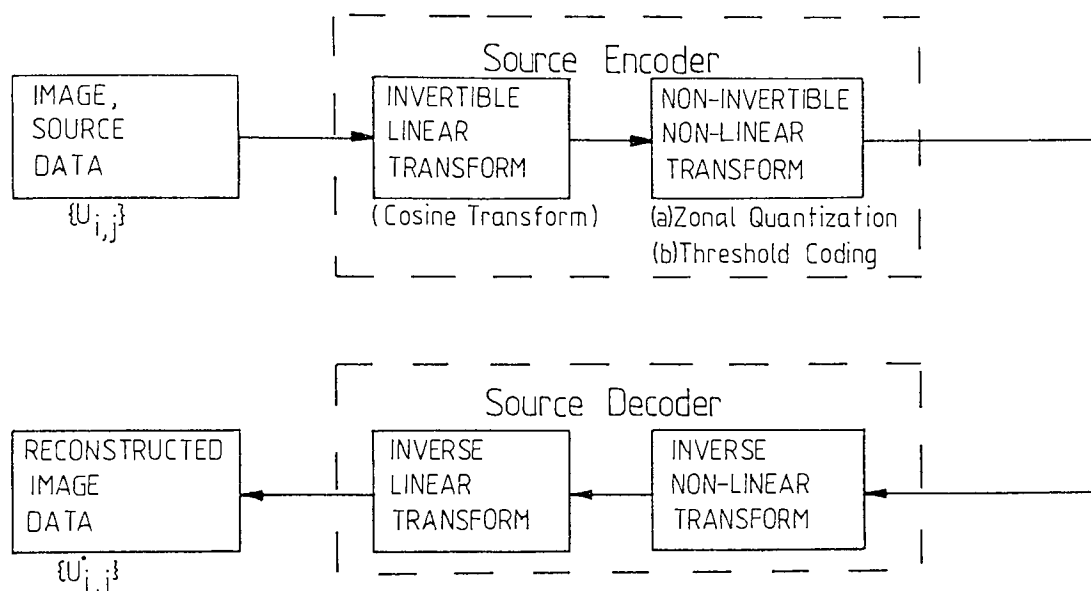 Source Encoder
IMAGE,
SOURCE
DATA
{U i,j}
INVERTIBLE
LINEAR
TRANSFORM
(Cosine Transform)
NON-INVERTIBLE
NON-LINEAR
TRANSFORM
(a)Zonal Quantization
(b)Threshold Coding
Source Decoder
RECONSTRUCTED
IMAGE
DATA
{U˙ i,j}
INVERSE
LINEAR
TRANSFORM
INVERSE
NON-LINEAR
TRANSFORM